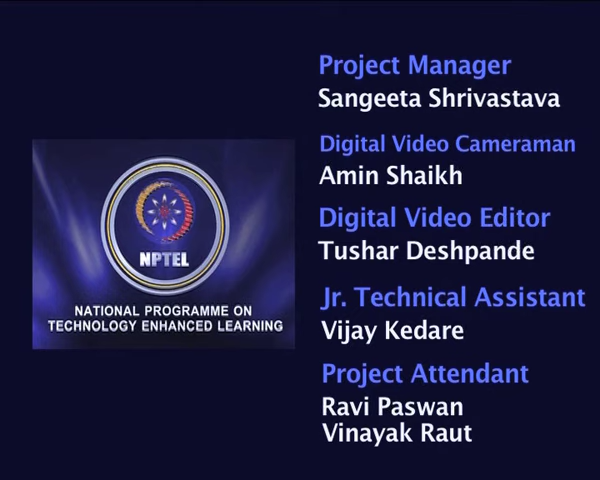 Project Manager
Sangeeta Shrivastava
Digital Video Cameraman
Amin Shaikh
Digital Video Editor
Tushar Deshpande
Jr. Technical Assistant
Vijay Kedare
Project Attendant
Ravi Paswan
Vinayak Raut
NPTEL
NATIONAL PROGRAMME ON
TECHNOLOGY ENHANCED LEARNING